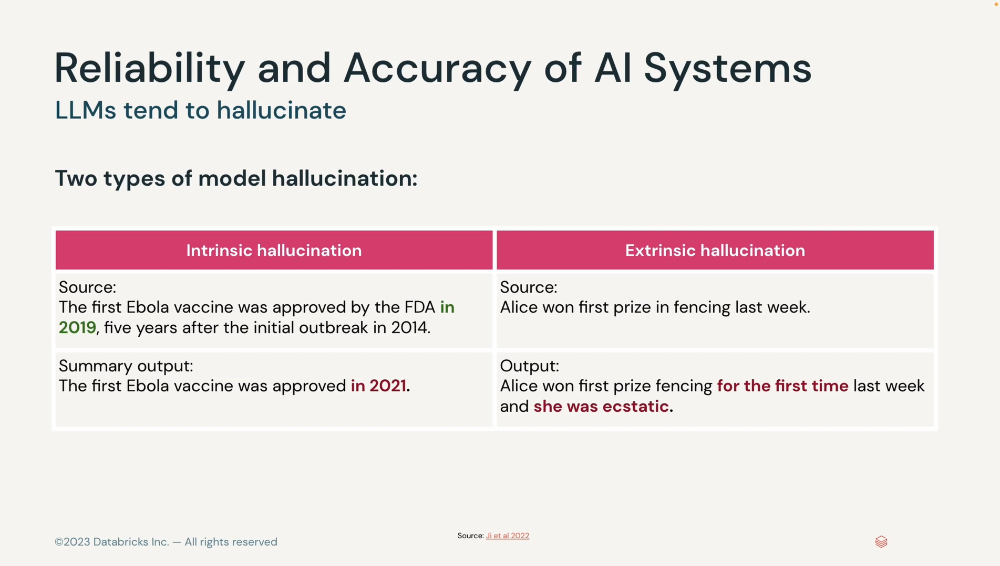 Reliability and Accuracy of AI Systems
LLMs tend to hallucinate
Two types of model hallucination:
Intrinsic hallucination
Extrinsic hallucination
Source:
The first Ebola vaccine was approved by the FDA in
2019, five years after the initial outbreak in 2014.
Source:
Alice won first prize in fencing last week.
Summary output:
The first Ebola vaccine was approved in 2021.
Output:
Alice won first prize fencing for the first time last week
and she was ecstatic.
©2023 Databricks Inc. — All rights reserved
Source: Ji et al 2022